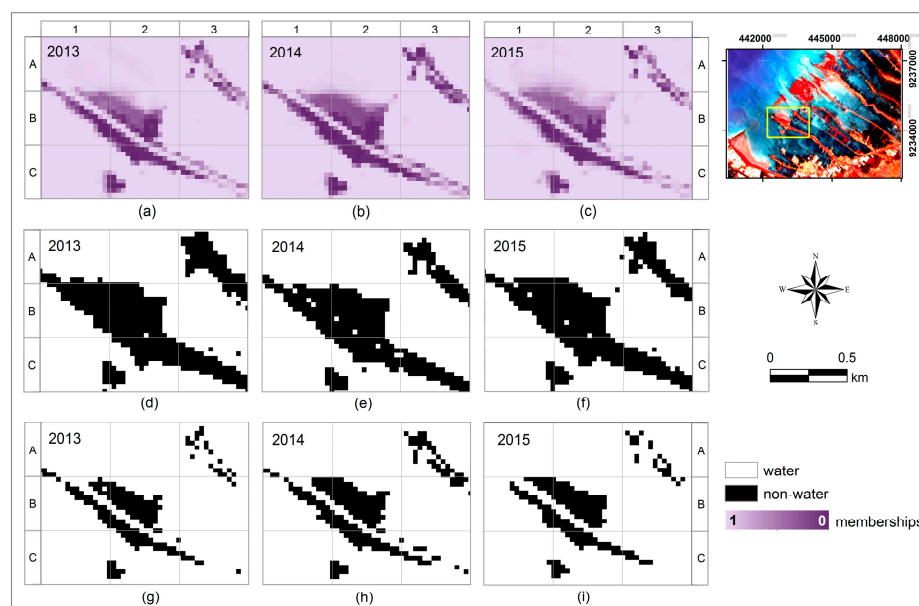 1 2 3 1 2 3 1 2 3
2013 2014 2015
A A
B B
C C
(a) (b) (c)
442000 445000 448000
9237000
9234000
2013 2014 2015
A A
B B
C C
(d) (e) (f)
N
W E
S
0 0.5
km
2013 2014 2015
A A
B B
C C
(g) (h) (i)
water
non-water
1 0 memberships